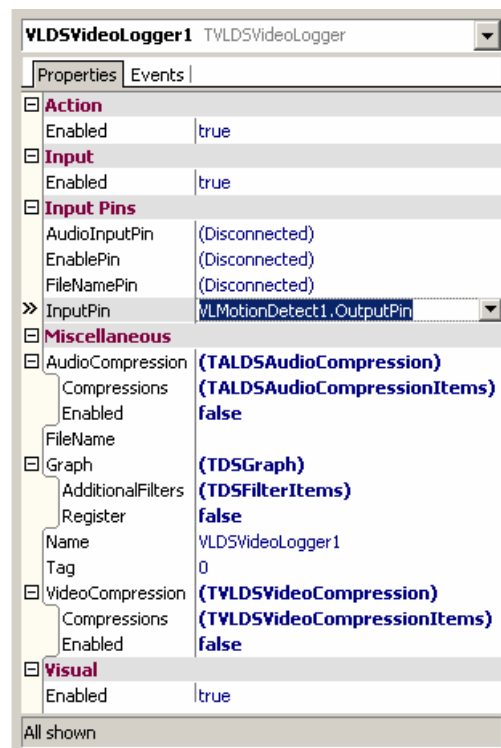 VLDSVideoLogger1 TVLDSVideoLogger
Properties Events
Action
Enabled true
Input
Enabled true
Input Pins
AudioInputPin (Disconnected)
EnablePin (Disconnected)
FileNamePin (Disconnected)
» InputPin VLMotionDetect1.OutputPin
Miscellaneous
AudioCompression (TALDSAudioCompression)
Compressions (TALDSAudioCompressionItems)
Enabled false
FileName
Graph (TDSGraph)
AdditionalFilters (TDSFilterItems)
Register false
Name VLDSVideoLogger1
Tag 0
VideoCompression (TVLDSVideoCompression)
Compressions (TVLDSVideoCompressionItems)
Enabled false
Visual
Enabled true
All shown